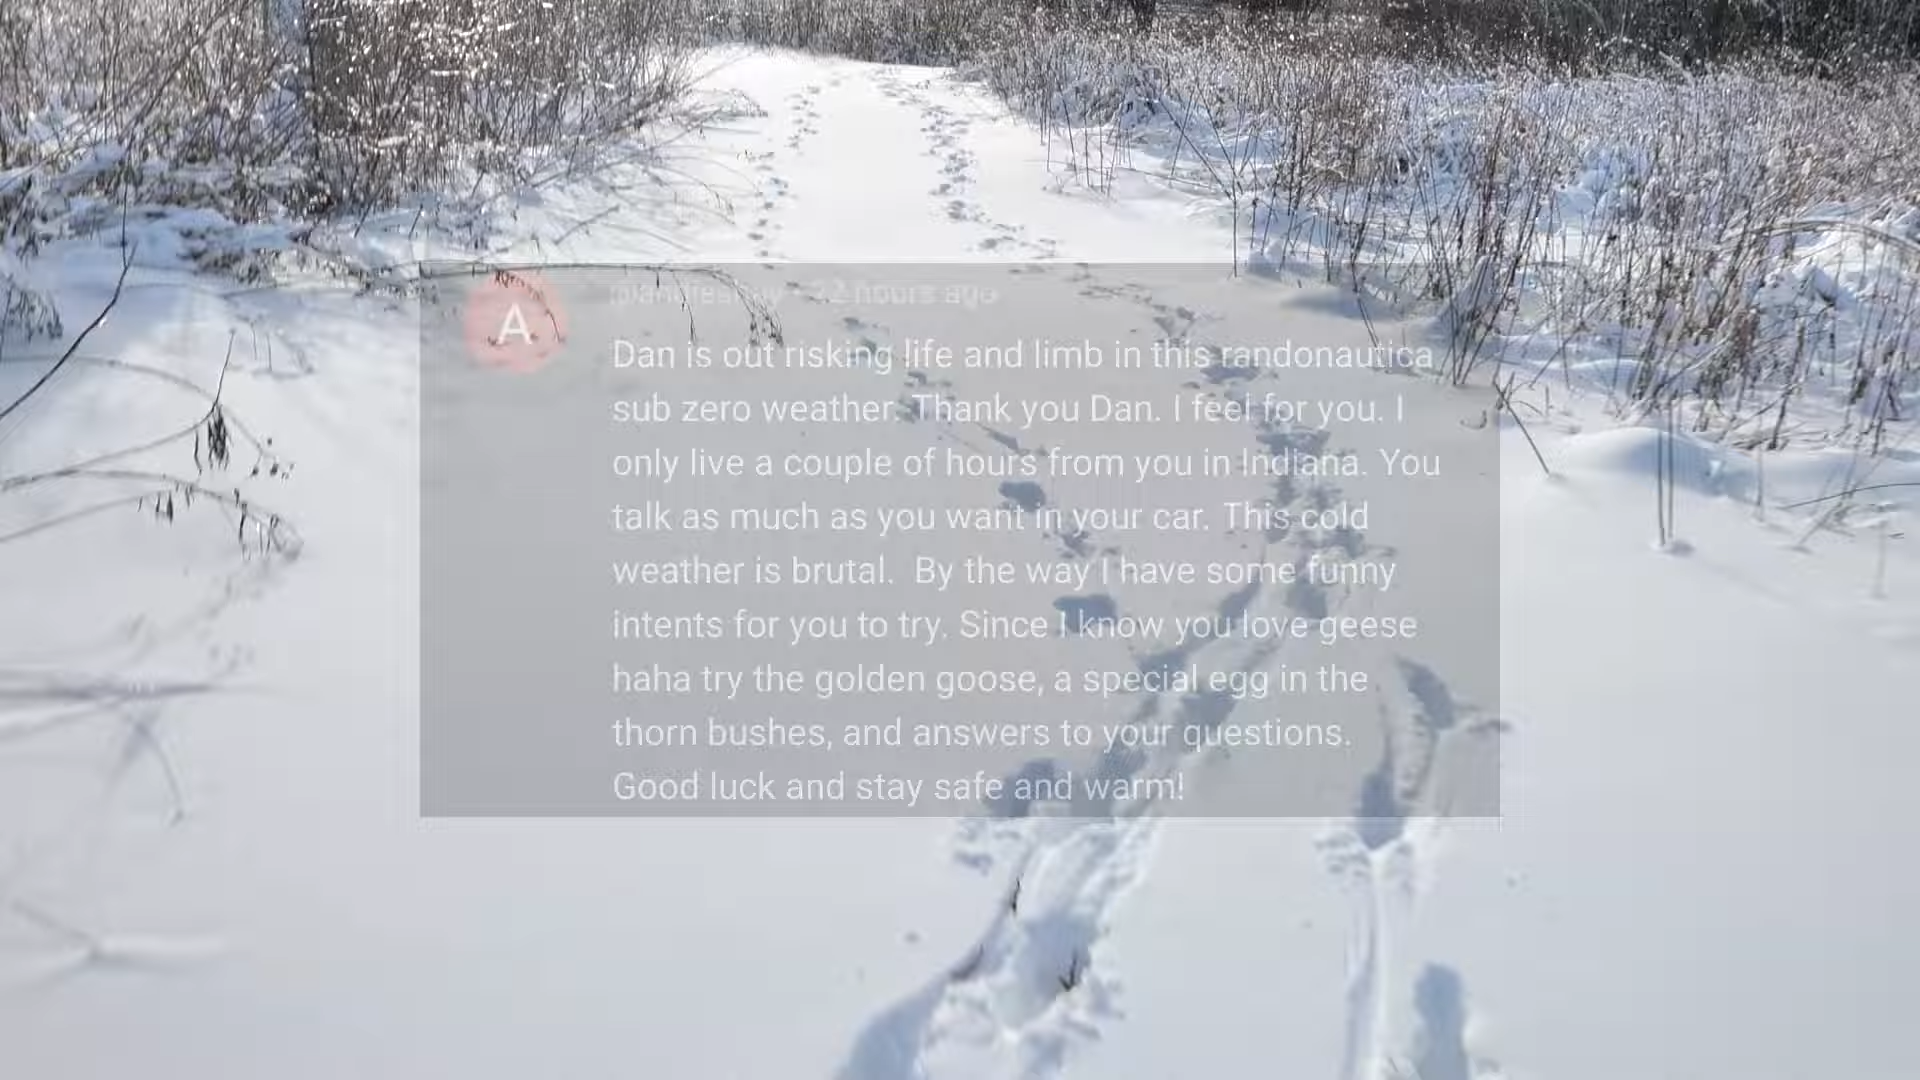 A
hours ago
Dan is out risking life and limb in this randonautica
sub zero weather. Thank you Dan. I feel for you. I
only live a couple of hours from you in Indiana. You
talk as much as you want in your car. This cold
weather is brutal. By the way I have some funny
intents for you to try. Since I know you love geese
haha try the golden goose, a special egg in the
thorn bushes, and answers to your questions.
Good luck and stay safe and warm!